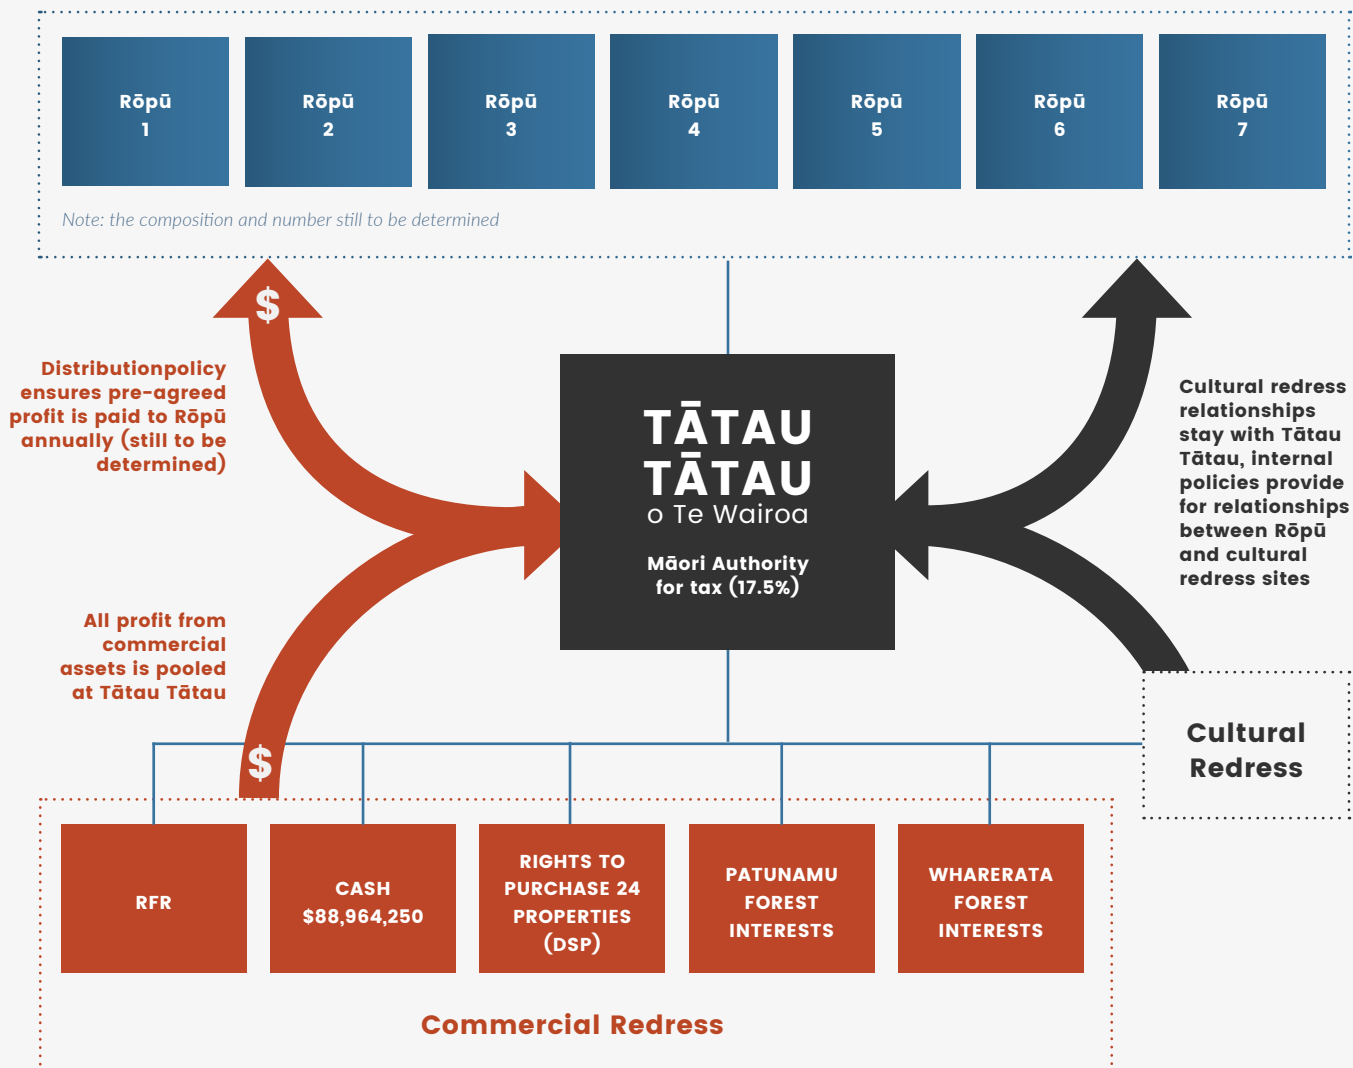 Rōpū
1
Rōpū
2
Rōpū
3
Rōpū
4
Rōpū
5
Rōpū
6
Rōpū
7
Note: the composition and number still to be determined
$
Distributionpolicy
ensures pre-agreed
profit is paid to Rōpū
annually (still to be
determined)
TĀTAU
TĀTAU
o Te Wairoa
Māori Authority
for tax (17.5%)
Cultural redress
relationships
stay with Tātau
Tātau, internal
policies provide
for relationships
between Rōpū
and cultural
redress sites
All profit from
commercial
assets is pooled
at Tātau Tātau
$
Cultural
Redress
RFR
CASH
$88,964,250
RIGHTS TO
PURCHASE 24
PROPERTIES
(DSP)
PATUNAMU
FOREST
INTERESTS
WHARERATA
FOREST
INTERESTS
Commercial Redress